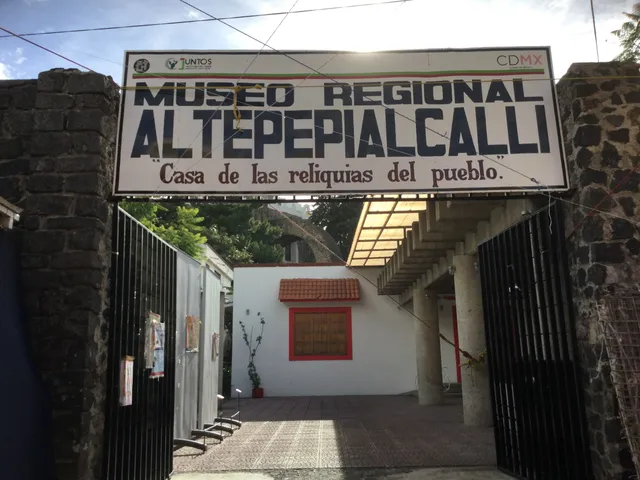 JUNTOS
CDMX
MUSEO REGIONAL
ALTEPEPIALCALLI
"Casa de las reliquias del pueblo."